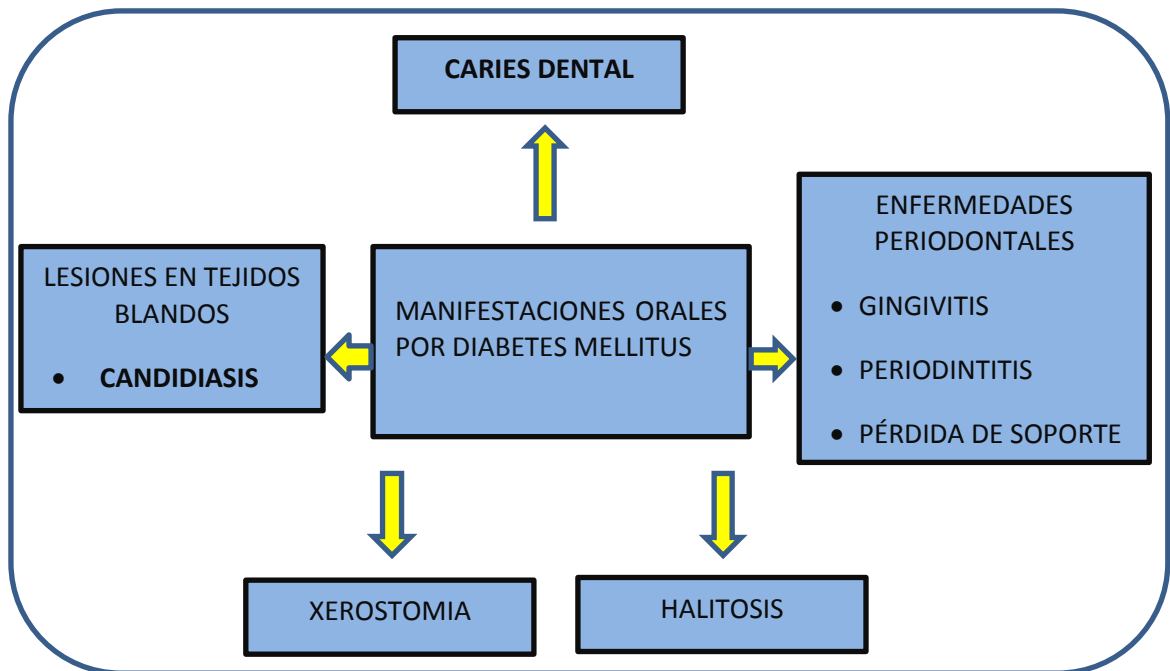 CARIES DENTAL
ENFERMEDADES
PERIODONTALES
• GINGIVITIS
• PERIODINTITIS
• PÉRDIDA DE SOPORTE
LESIONES EN TEJIDOS
BLANDOS
• CANDIDIASIS
MANIFESTACIONES ORALES
POR DIABETES MELLITUS
XEROSTOMIA
HALITOSIS